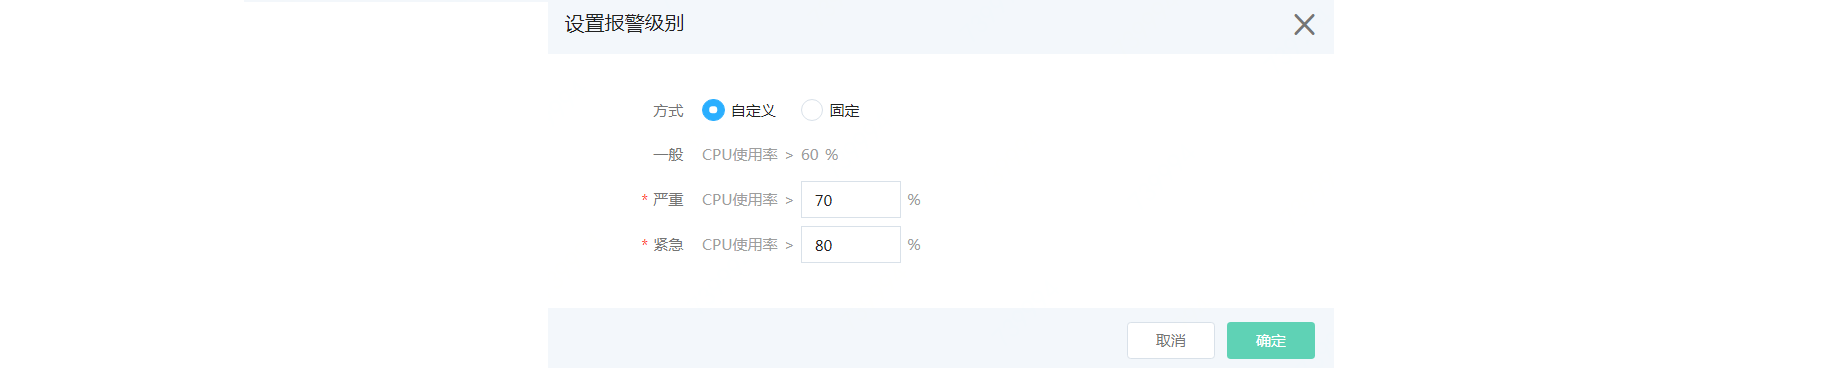 设置报警级别
方式 自定义 固定
一般 CPU使用率 > 60 %
* 严重 CPU使用率 > 70 %
* 紧急 CPU使用率 > 80 %
取消 确定